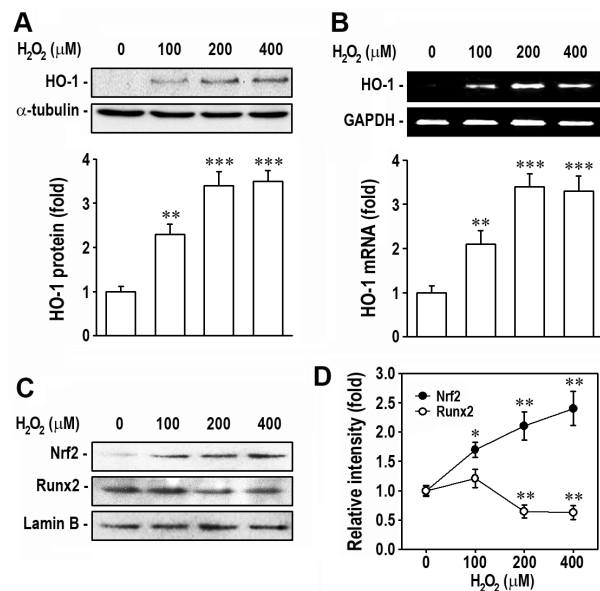 A
H₂O₂ (µM) 0 100 200 400
HO-1 -
α-tubulin -
HO-1 protein (fold)
4
3
2
1
0
** *** ***
B
H₂O₂ (µM) 0 100 200 400
HO-1 -
GAPDH -
HO-1 mRNA (fold)
4
3
2
1
0
** *** ***
C
H₂O₂ (µM) 0 100 200 400
Nrf2 -
Runx2 -
Lamin B -
D
Relative intensity (fold)
3.0
2.5
2.0
1.5
1.0
0.5
0.0
Nrf2
Runx2
* ** **
** **
0 100 200 400
H₂O₂ (µM)